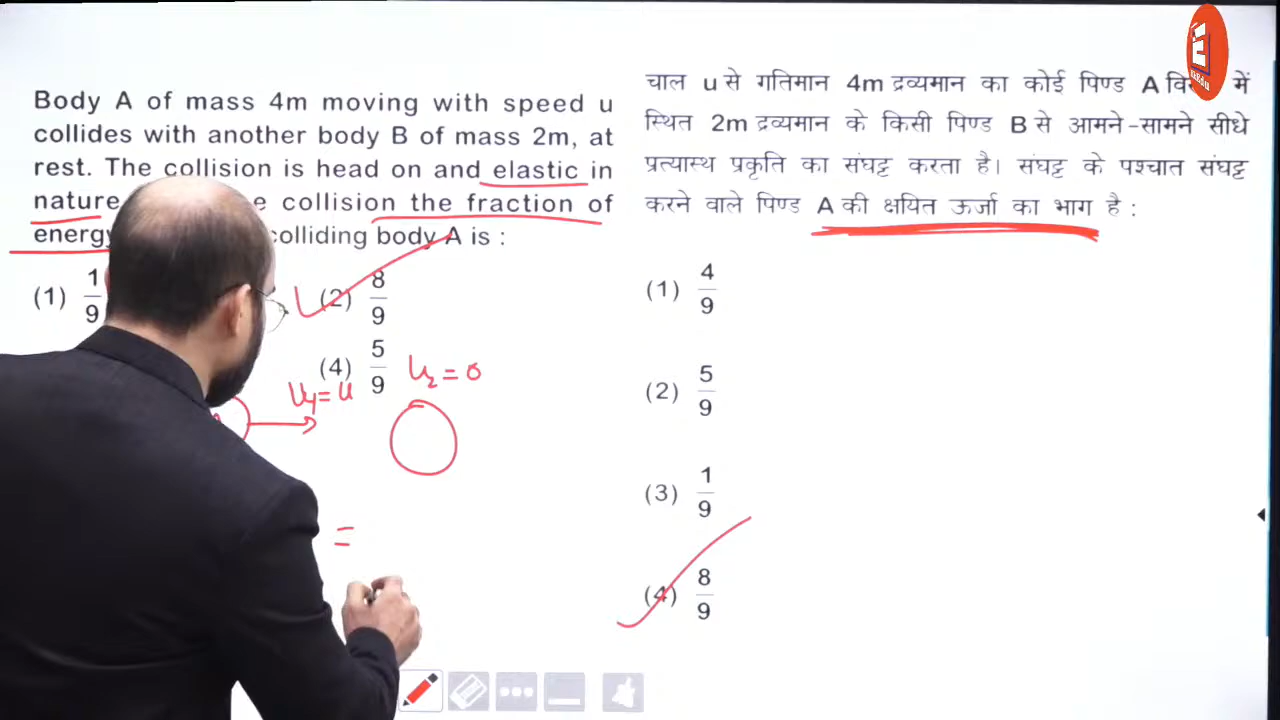 Body A of mass 4m moving with speed u
collides with another body B of mass 2m, at
rest. The collision is head on and elastic in
nature collision the fraction of
energy colliding body A is :
(1) 1/9 (2) 8/9
(4) 5/9
u₁ = u
u₂ = 0
=
चाल u से गतिमान 4m द्रव्यमान का कोई पिण्ड A में
स्थित 2m द्रव्यमान के किसी पिण्ड B से आमने-सामने सीधे
प्रत्यास्थ प्रकृति का संघट्ट करता है। संघट्ट के पश्चात संघट्ट
करने वाले पिण्ड A की क्षयित ऊर्जा का भाग है :
(1) 4/9
(2) 5/9
(3) 1/9
(4) 8/9